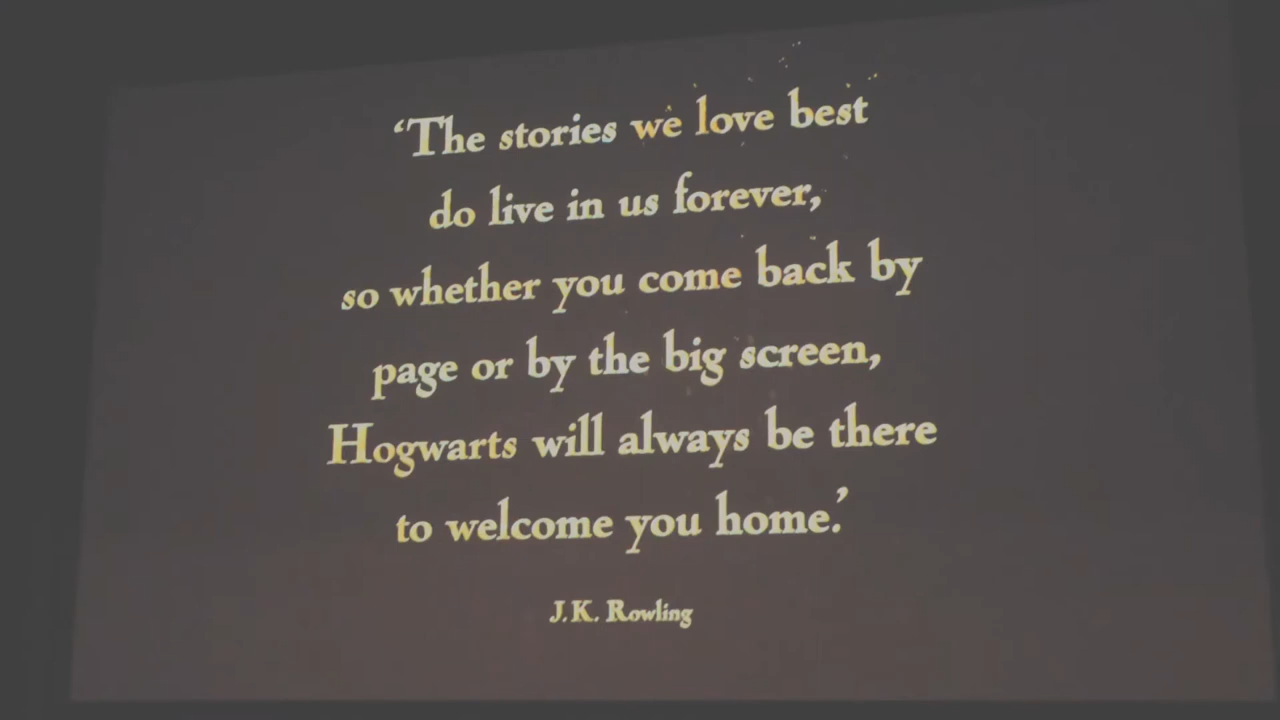 ‘The stories we love best
do live in us forever,
so whether you come back by
page or by the big screen,
Hogwarts will always be there
to welcome you home.’
J.K. Rowling